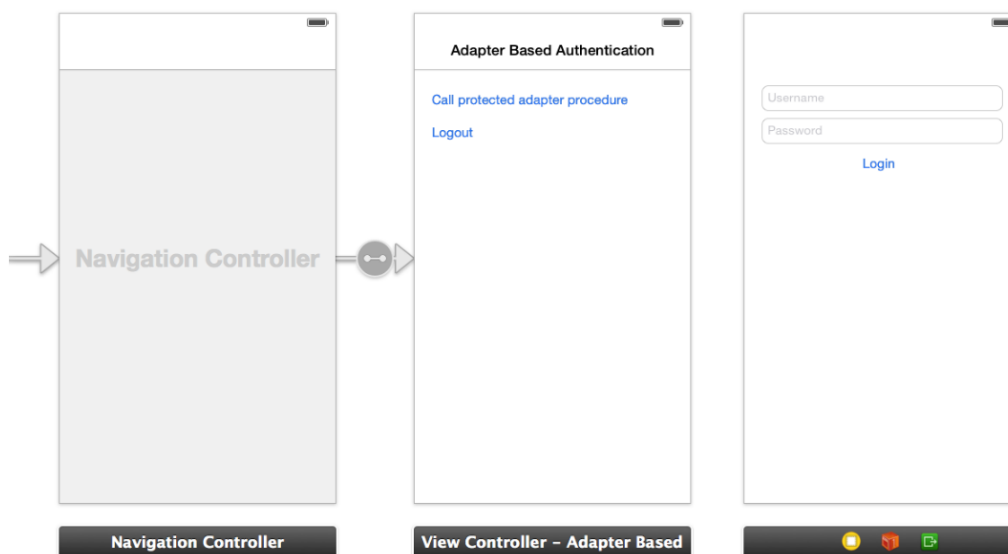 Navigation Controller
Navigation Controller
Adapter Based Authentication
Call protected adapter procedure
Logout
View Controller – Adapter Based
Username
Password
Login